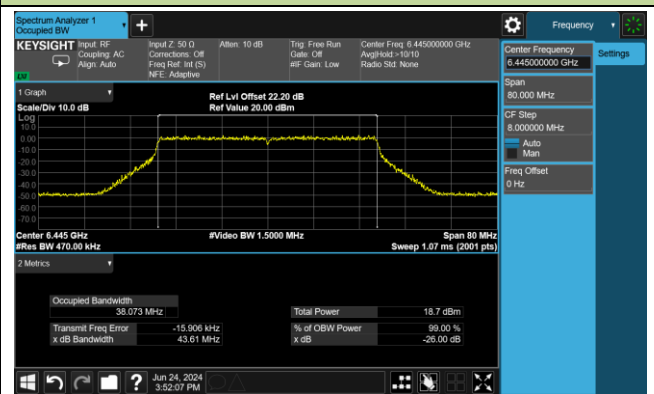 Spectrum Analyzer 1
Occupied BW
Frequency
KEYSIGHT
Input: RF
Coupling: AC
Align: Auto
Input Z: 50 Ω
Corrections: Off
Freq Ref: Int (S)
NFE: Adaptive
Atten: 10 dB
Trig: Free Run
Gate: Off
#IF Gain: Low
Center Freq: 6.445000000 GHz
Avg|Hold:>10/10
Radio Std: None
LXI
Center Frequency
6.445000000 GHz
Settings
Span
80.000 MHz
CF Step
8.000000 MHz
Auto
Man
Freq Offset
0 Hz
1 Graph
Scale/Div 10.0 dB
Ref Lvl Offset 22.20 dB
Ref Value 20.00 dBm
Log
10.0
0.00
-10.0
-20.0
-30.0
-40.0
-50.0
-60.0
-70.0
Center 6.445 GHz
#Res BW 470.00 kHz
#Video BW 1.5000 MHz
Span 80 MHz
Sweep 1.07 ms (2001 pts)
2 Metrics
Occupied Bandwidth
38.073 MHz
Total Power
18.7 dBm
Transmit Freq Error
-15.906 kHz
% of OBW Power
99.00 %
x dB Bandwidth
43.61 MHz
x dB
-26.00 dB
?
Jun 24, 2024
3:52:07 PM